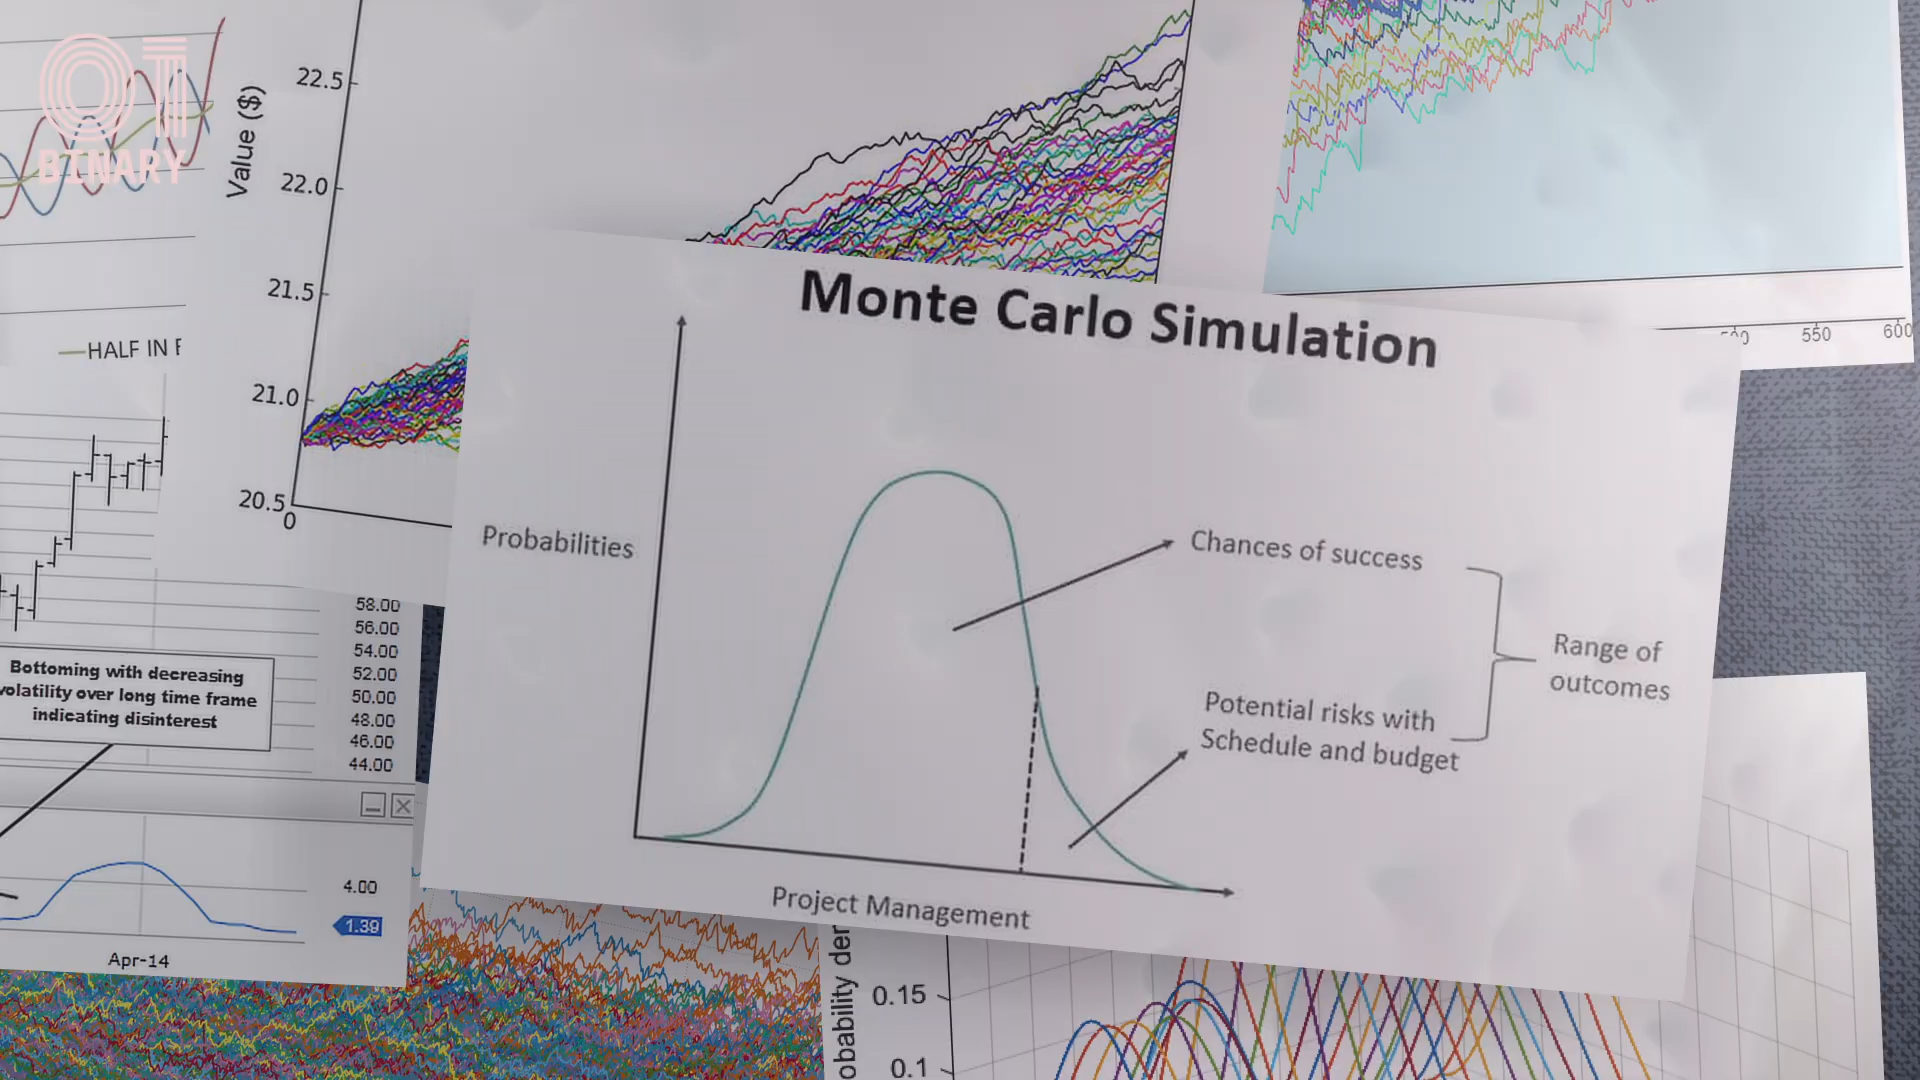 01
BINARY
Value ($)
22.5
22.0
21.5
21.0
20.5
0
HALF IN
550
600
58.00
56.00
54.00
52.00
50.00
48.00
46.00
44.00
Bottoming with decreasing
volatility over long time frame
indicating disinterest
4.00
1.39
Apr-14
Monte Carlo Simulation
Probabilities
Chances of success
Potential risks with
Schedule and budget
Range of
outcomes
Project Management
0.15
0.1